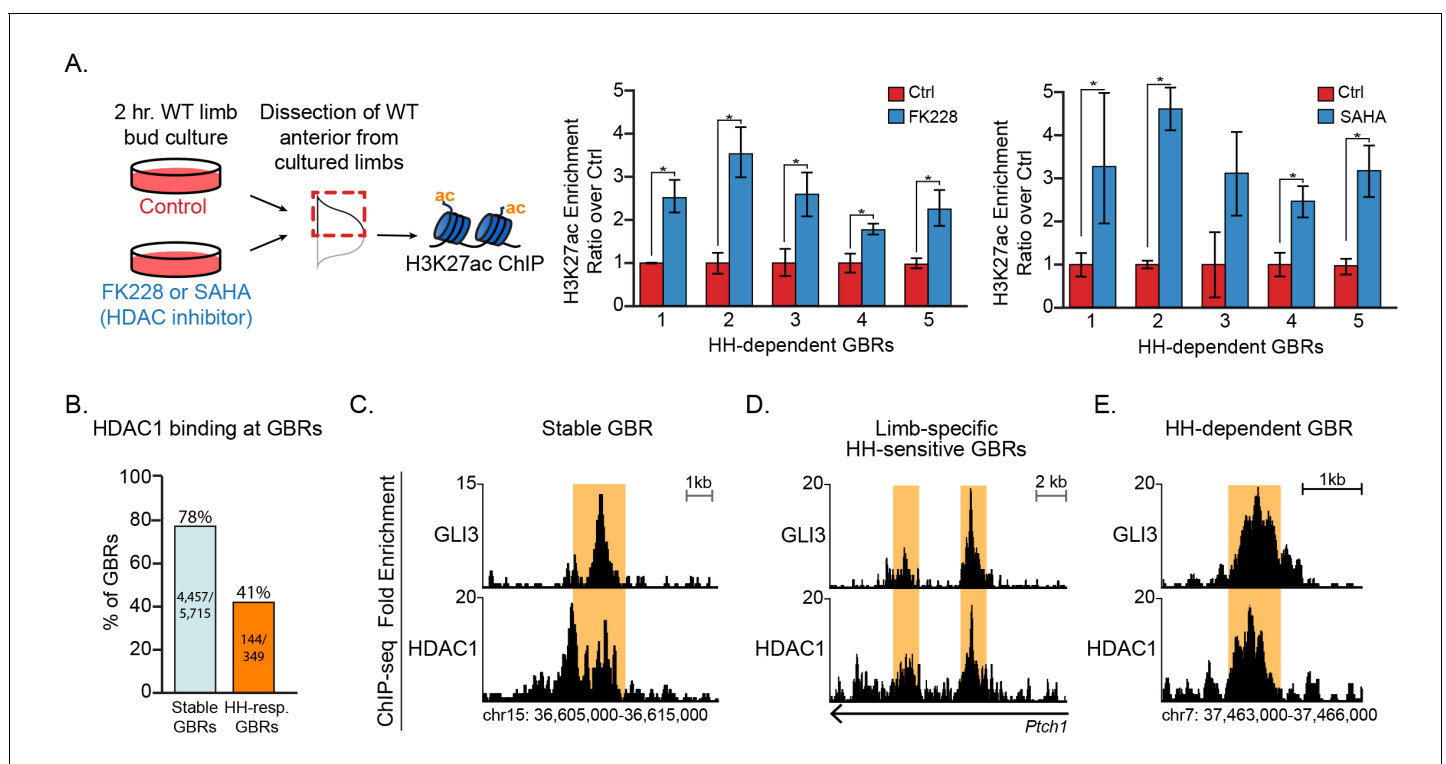 A.
2 hr. WT limb
bud culture
Control
FK228 or SAHA
(HDAC inhibitor)
Dissection of WT
anterior from
cultured limbs
ac
ac
H3K27ac ChIP
H3K27ac Enrichment
Ratio over Ctrl
5
4
3
2
1
0
Ctrl
FK228
* * * * *
1 2 3 4 5
HH-dependent GBRs
H3K27ac Enrichment
Ratio over Ctrl
5
4
3
2
1
0
Ctrl
SAHA
* * * *
1 2 3 4 5
HH-dependent GBRs
B.
HDAC1 binding at GBRs
% of GBRs
100
80
60
40
20
0
78%
4,457/
5,715
41%
144/
349
Stable
GBRs
HH-resp.
GBRs
C.
Stable GBR
ChIP-seq Fold Enrichment
15
1kb
GLI3
20
HDAC1
chr15: 36,605,000-36,615,000
D.
Limb-specific
HH-sensitive GBRs
20
2 kb
GLI3
20
HDAC1
Ptch1
E.
HH-dependent GBR
20
1kb
GLI3
20
HDAC1
chr7: 37,463,000-37,466,000